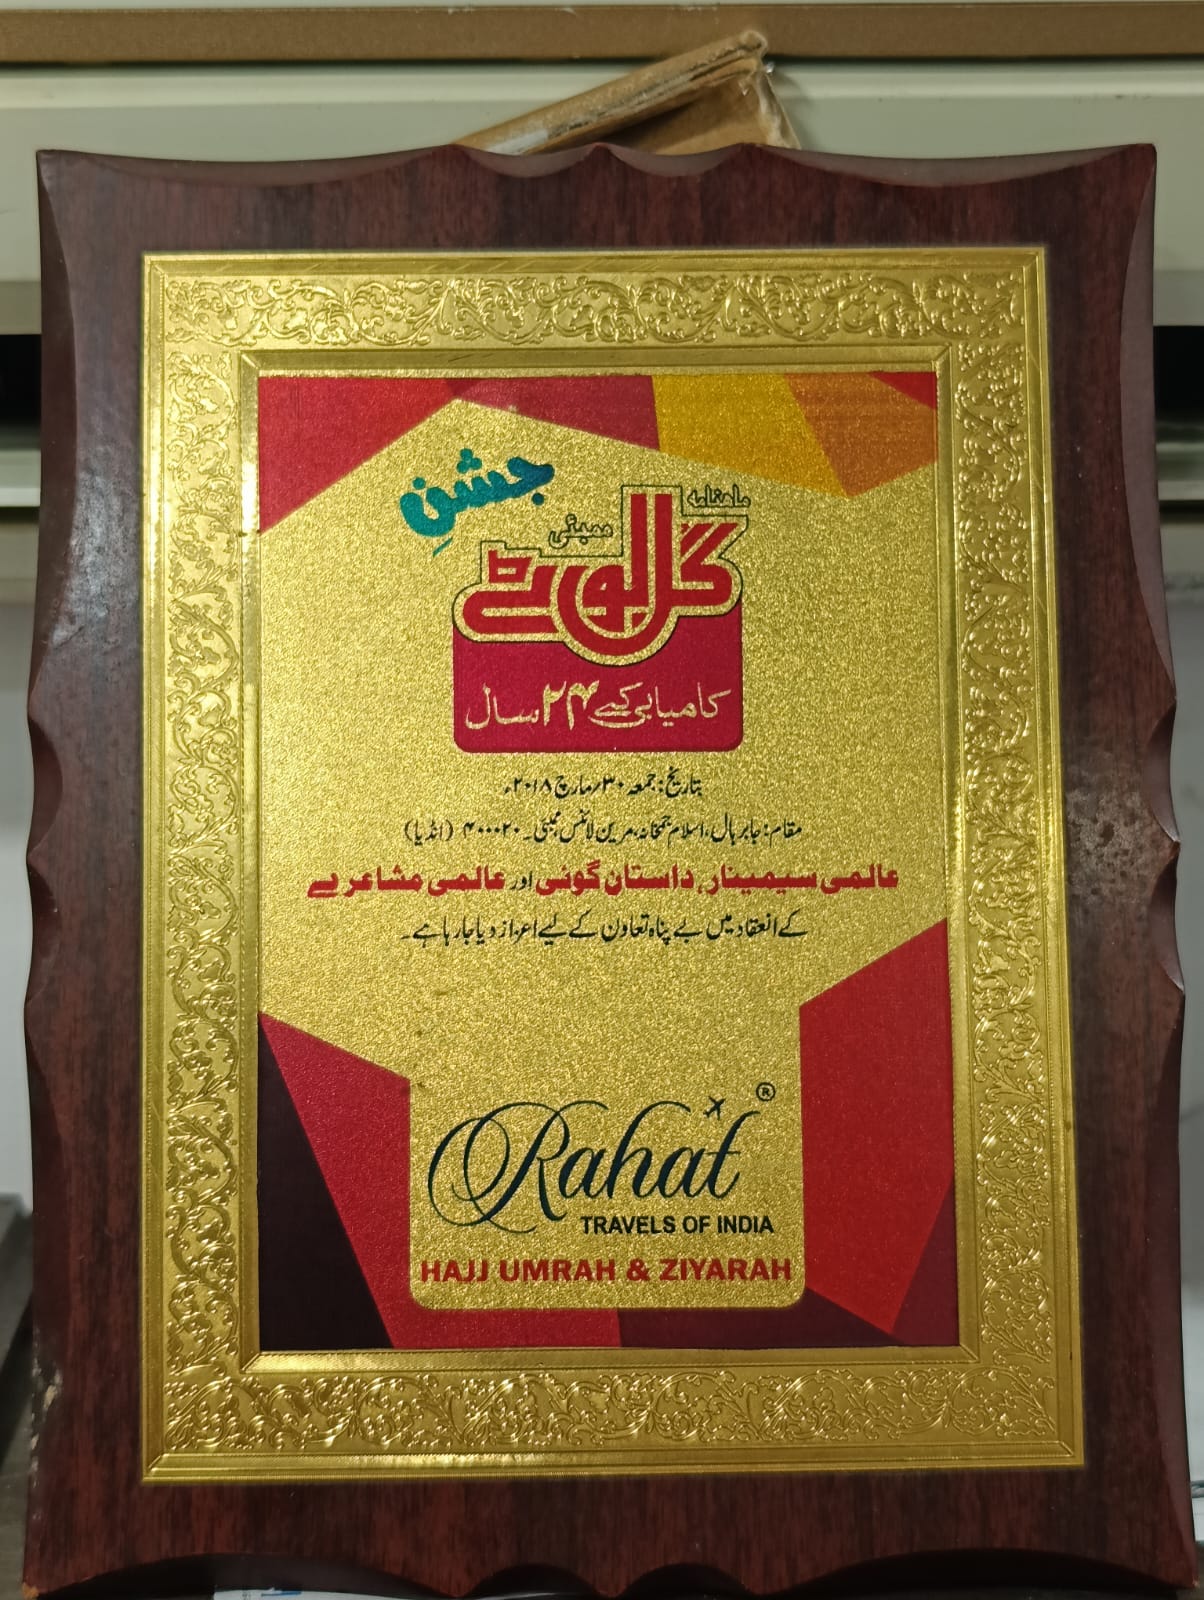 جشنِ
ماہنامہ
گل بوٹے
ممبئی
کامیابی کے ۲۴ سال
بتاریخ: جمعہ ۳۰؍مارچ ۲۰۱۸ء
مقام: جابر ہال، اسلام جمخانہ، مرین لائنس ممبئی۔ ۴۰۰۰۲۰ (انڈیا)
عالمی سیمینار، داستان گوئی اور عالمی مشاعرے
کے انعقاد میں بے پناہ تعاون کے لیے اعزاز دیا جا رہا ہے۔
Rahat ®
TRAVELS OF INDIA
HAJJ UMRAH & ZIYARAH